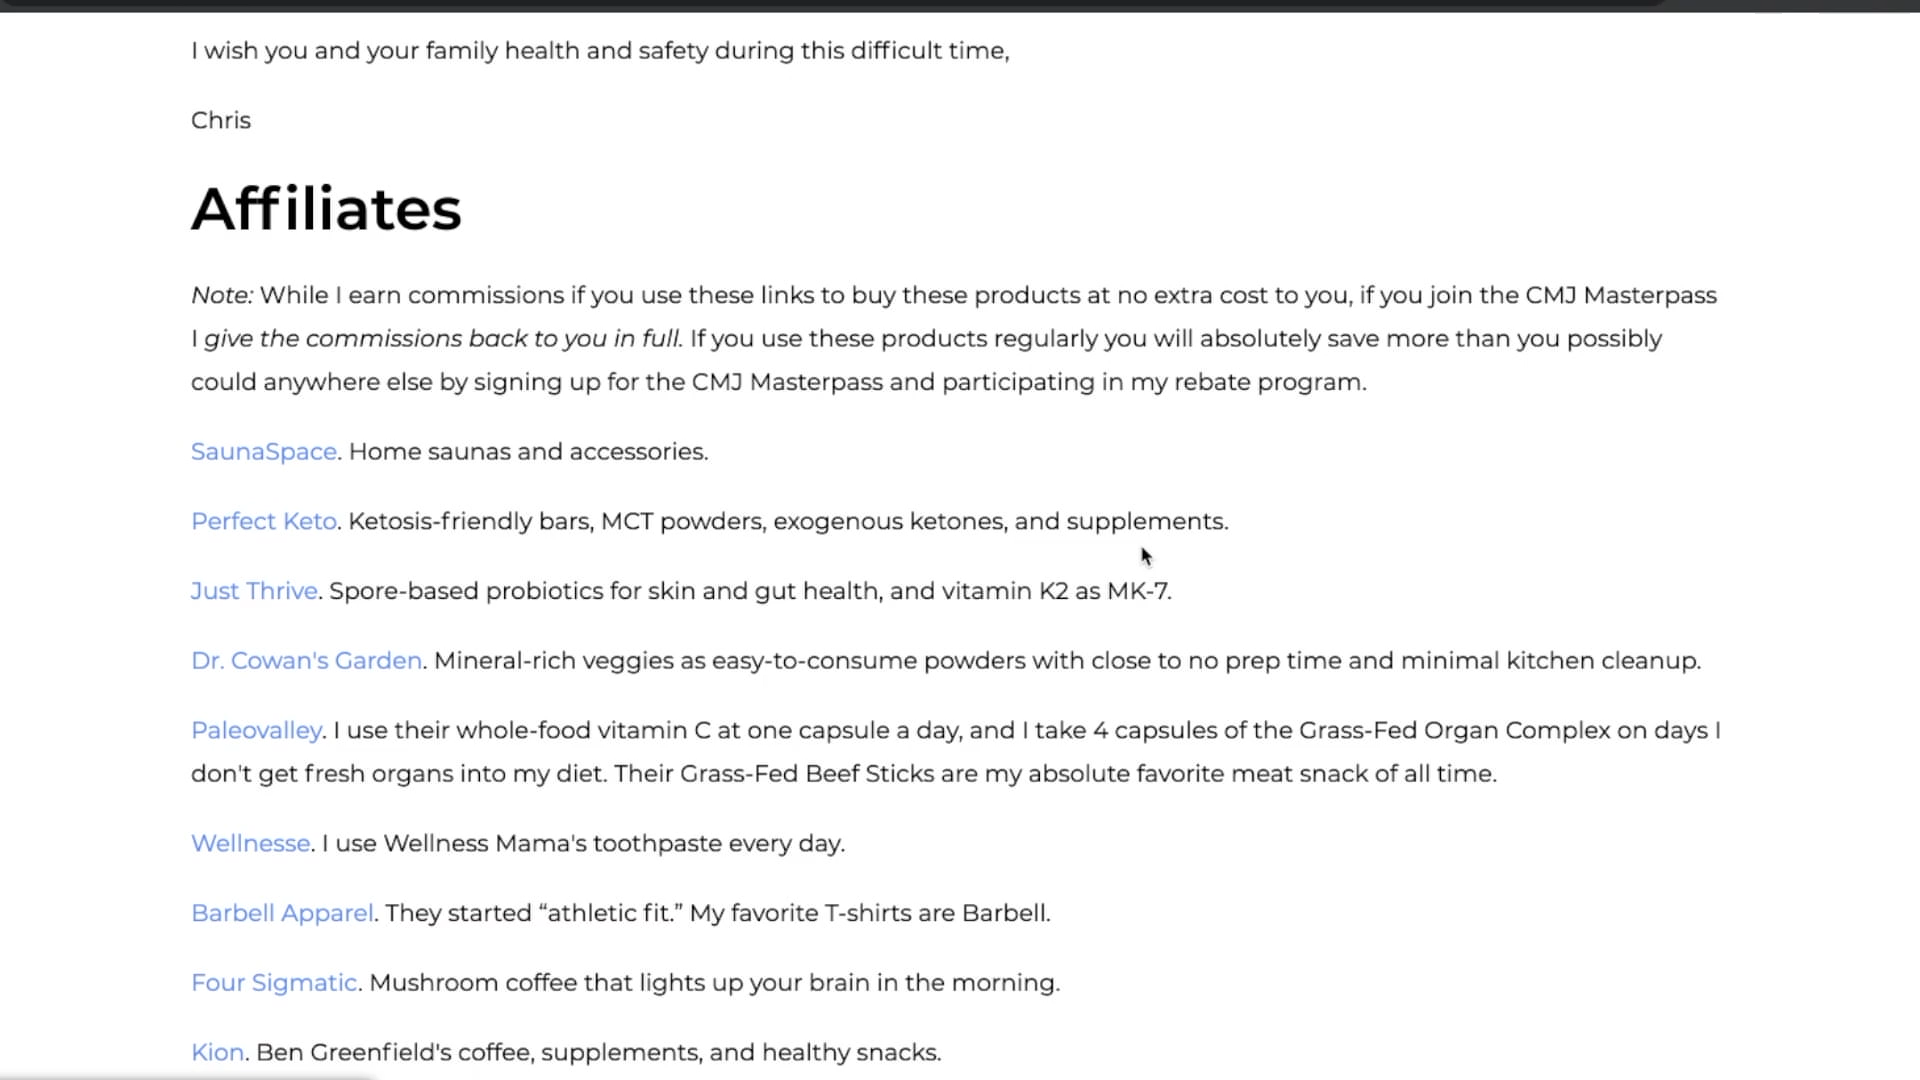 I wish you and your family health and safety during this difficult time,
Chris
Affiliates
Note: While I earn commissions if you use these links to buy these products at no extra cost to you, if you join the CMJ Masterpass
I give the commissions back to you in full. If you use these products regularly you will absolutely save more than you possibly
could anywhere else by signing up for the CMJ Masterpass and participating in my rebate program.
SaunaSpace. Home saunas and accessories.
Perfect Keto. Ketosis-friendly bars, MCT powders, exogenous ketones, and supplements.
Just Thrive. Spore-based probiotics for skin and gut health, and vitamin K2 as MK-7.
Dr. Cowan's Garden. Mineral-rich veggies as easy-to-consume powders with close to no prep time and minimal kitchen cleanup.
Paleovalley. I use their whole-food vitamin C at one capsule a day, and I take 4 capsules of the Grass-Fed Organ Complex on days I
don't get fresh organs into my diet. Their Grass-Fed Beef Sticks are my absolute favorite meat snack of all time.
Wellnesse. I use Wellness Mama's toothpaste every day.
Barbell Apparel. They started “athletic fit.” My favorite T-shirts are Barbell.
Four Sigmatic. Mushroom coffee that lights up your brain in the morning.
Kion. Ben Greenfield's coffee, supplements, and healthy snacks.